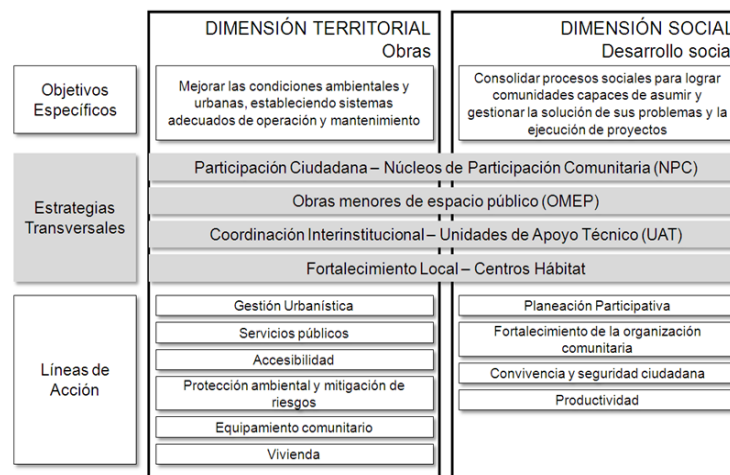 DIMENSIÓN TERRITORIAL
Obras
DIMENSIÓN SOCIAL
Desarrollo social
Objetivos
Específicos
Mejorar las condiciones ambientales y
urbanas, estableciendo sistemas
adecuados de operación y mantenimiento
Consolidar procesos sociales para lograr
comunidades capaces de asumir y
gestionar la solución de sus problemas y la
ejecución de proyectos
Estrategias
Transversales
Participación Ciudadana – Núcleos de Participación Comunitaria (NPC)
Obras menores de espacio público (OMEP)
Coordinación Interinstitucional – Unidades de Apoyo Técnico (UAT)
Fortalecimiento Local – Centros Hábitat
Líneas de
Acción
Gestión Urbanística
Servicios públicos
Accesibilidad
Protección ambiental y mitigación de
riesgos
Equipamiento comunitario
Vivienda
Planeación Participativa
Fortalecimiento de la organización
comunitaria
Convivencia y seguridad ciudadana
Productividad